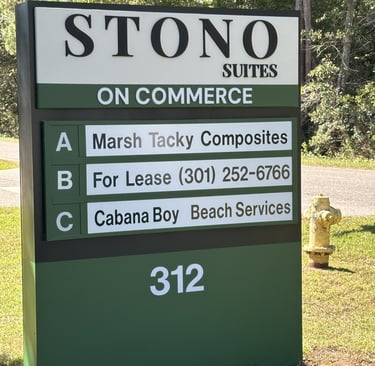 STONO
SUITES
ON COMMERCE
A Marsh Tacky Composites
B For Lease (301) 252-6766
C Cabana Boy Beach Services
312